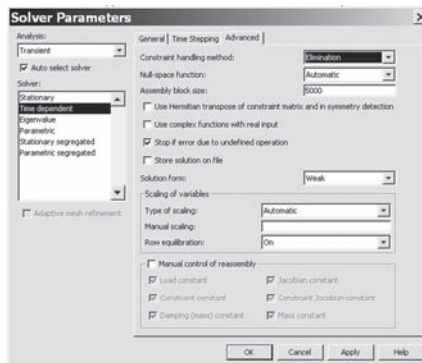 Solver Parameters
Analysis:
Transient
Auto select solver
Solver:
Stationary
Time dependent
Eigenvalue
Parametric
Stationary segregated
Parametric segregated
Adaptive mesh refinement
General Time Stepping Advanced
Constraint handling method: Elimination
Null-space function: Automatic
Assembly block size: 5000
Use Hermitian transpose of constraint matrix and in symmetry detection
Use complex functions with real input
Stop if error due to undefined operation
Store solution on file
Solution form: Weak
Scaling of variables
Type of scaling: Automatic
Manual scaling:
Row equilibration: On
Manual control of reassembly
Load constant Jacobian constant
Constraint constant Constraint Jacobian constant
Damping (mass) constant Mass constant
OK Cancel Apply Help